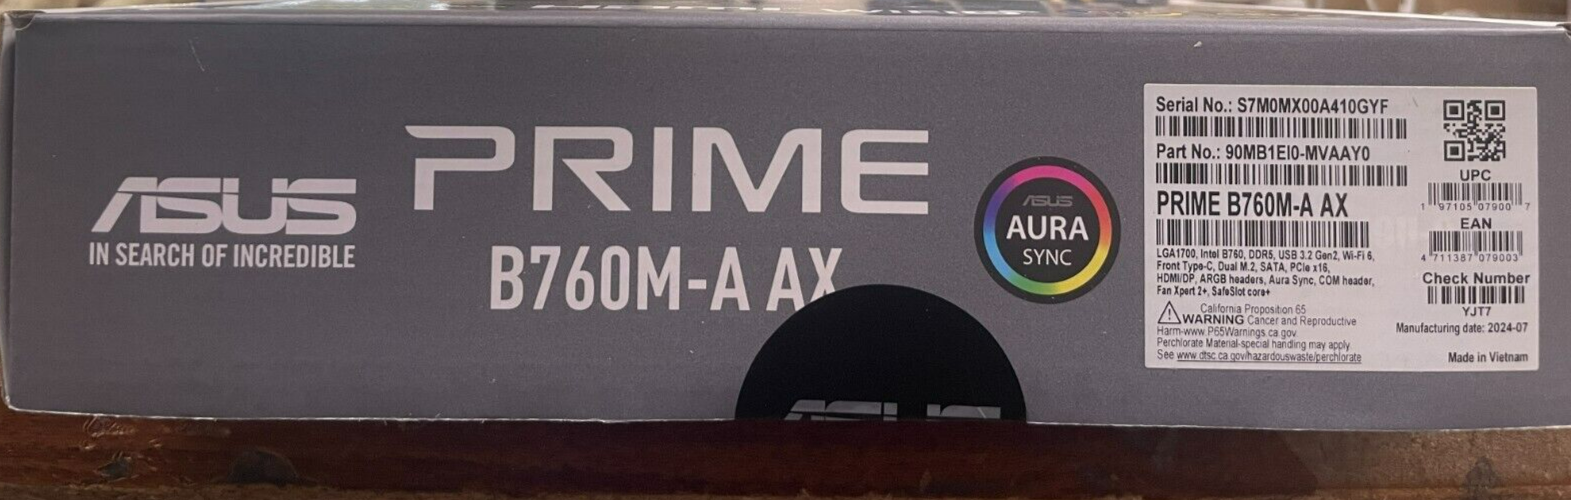 ASUS
IN SEARCH OF INCREDIBLE
PRIME
B760M-A AX
ASUS
AURA
SYNC
ASUS
Serial No.: S7M0MX00A410GYF
Part No.: 90MB1EI0-MVAAY0
PRIME B760M-A AX
LGA1700, Intel B760, DDR5, USB 3.2 Gen2, Wi-Fi 6,
Front Type-C, Dual M.2, SATA, PCIe x16,
HDMI/DP, ARGB headers, Aura Sync, COM header,
Fan Xpert 2+, SafeSlot core+
California Proposition 65
WARNING Cancer and Reproductive
Harm-www.P65Warnings.ca.gov
Perchlorate Material-special handling may apply.
See www.dtsc.ca.gov/hazardouswaste/perchlorate
UPC
1 97105 07900 7
EAN
4 711387 079003
Check Number
YJT7
Manufacturing date: 2024-07
Made in Vietnam